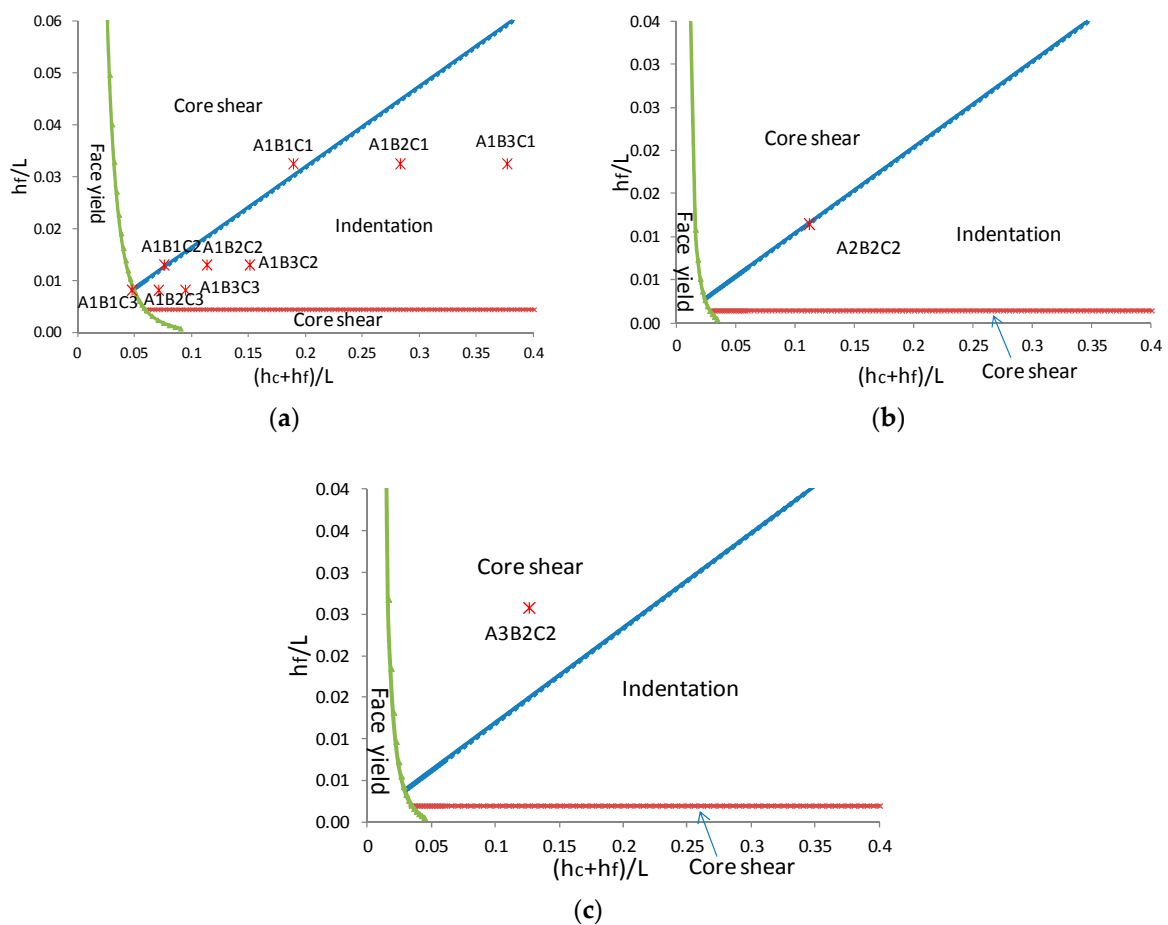 (a)
hf/L
0.06
0.05
0.04
0.03
0.02
0.01
0.00
Core shear
Face yield
A1B1C1
A1B2C1
A1B3C1
Indentation
A1B1C2
A1B2C2
A1B3C2
A1B1C3
A1B2C3
A1B3C3
Core shear
0 0.05 0.1 0.15 0.2 0.25 0.3 0.35 0.4
(hc+hf)/L
(a)
hf/L
0.04
0.03
0.03
0.02
0.02
0.01
0.01
0.00
Core shear
Face yield
A2B2C2
Indentation
0 0.05 0.1 0.15 0.2 0.25 0.3 0.35 0.4
(hc+hf)/L
Core shear
(b)
hf/L
0.04
0.04
0.03
0.03
0.02
0.02
0.01
0.01
0.00
Core shear
A3B2C2
Face yield
Indentation
0 0.05 0.1 0.15 0.2 0.25 0.3 0.35 0.4
(hc+hf)/L
Core shear
(c)